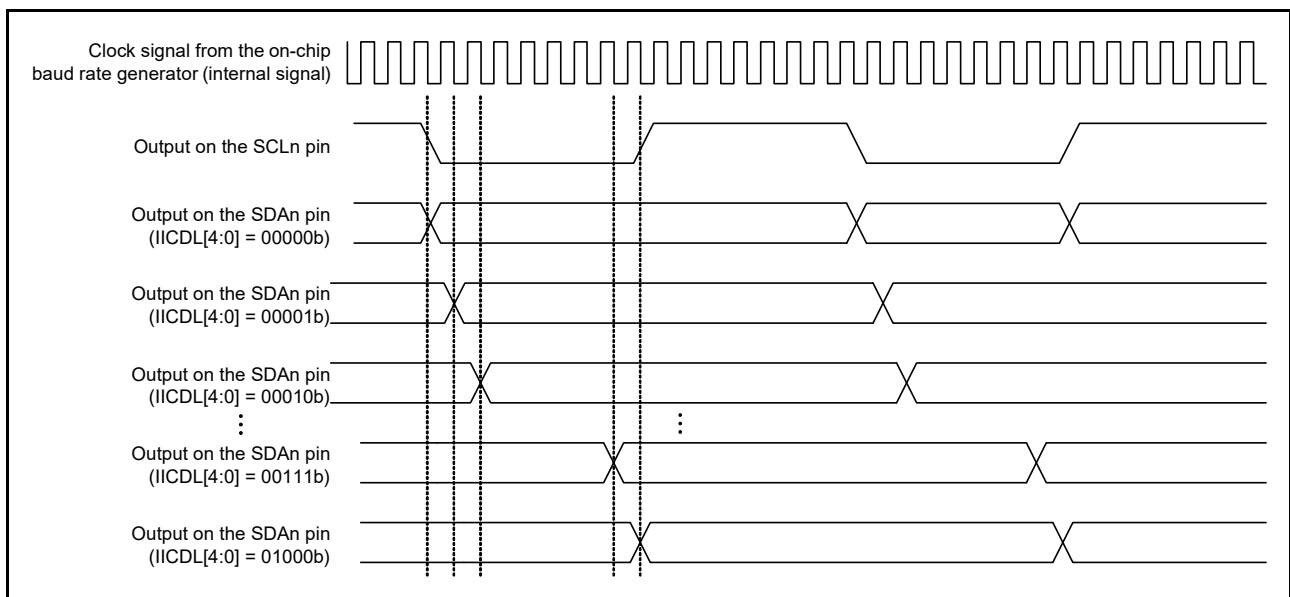 Clock signal from the on-chip
baud rate generator (internal signal)
Output on the SCLn pin
Output on the SDAn pin
(IICDL[4:0] = 00000b)
Output on the SDAn pin
(IICDL[4:0] = 00001b)
Output on the SDAn pin
(IICDL[4:0] = 00010b)
Output on the SDAn pin
(IICDL[4:0] = 00111b)
Output on the SDAn pin
(IICDL[4:0] = 01000b)